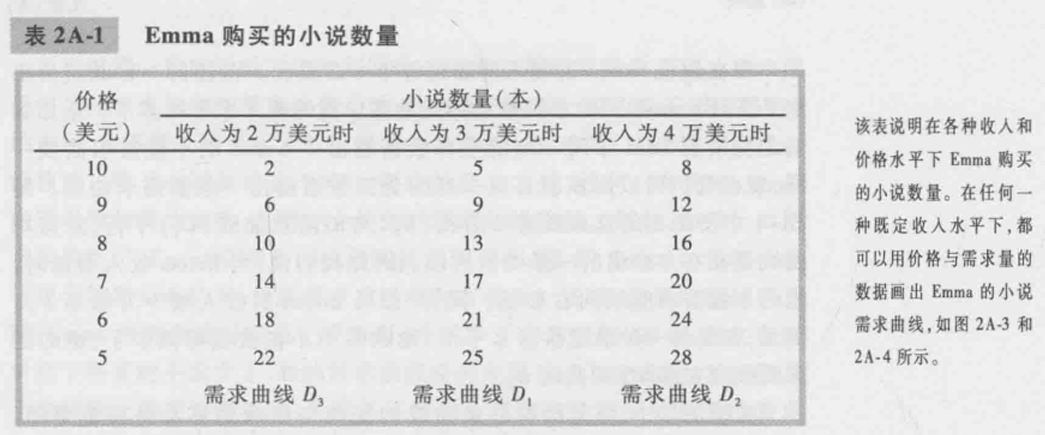 表 2A-1 Emma 购买的小说数量
价格 小说数量(本)
(美元) 收入为 2 万美元时 收入为 3 万美元时 收入为 4 万美元时
10 2 5 8
9 6 9 12
8 10 13 16
7 14 17 20
6 18 21 24
5 22 25 28
需求曲线 D₃ 需求曲线 D₁ 需求曲线 D₂
该表说明在各种收入和
价格水平下 Emma 购买
的小说数量。在任何一
种既定收入水平下,都
可以用价格与需求量的
数据画出 Emma 的小说
需求曲线,如图 2A-3 和
2A-4 所示。